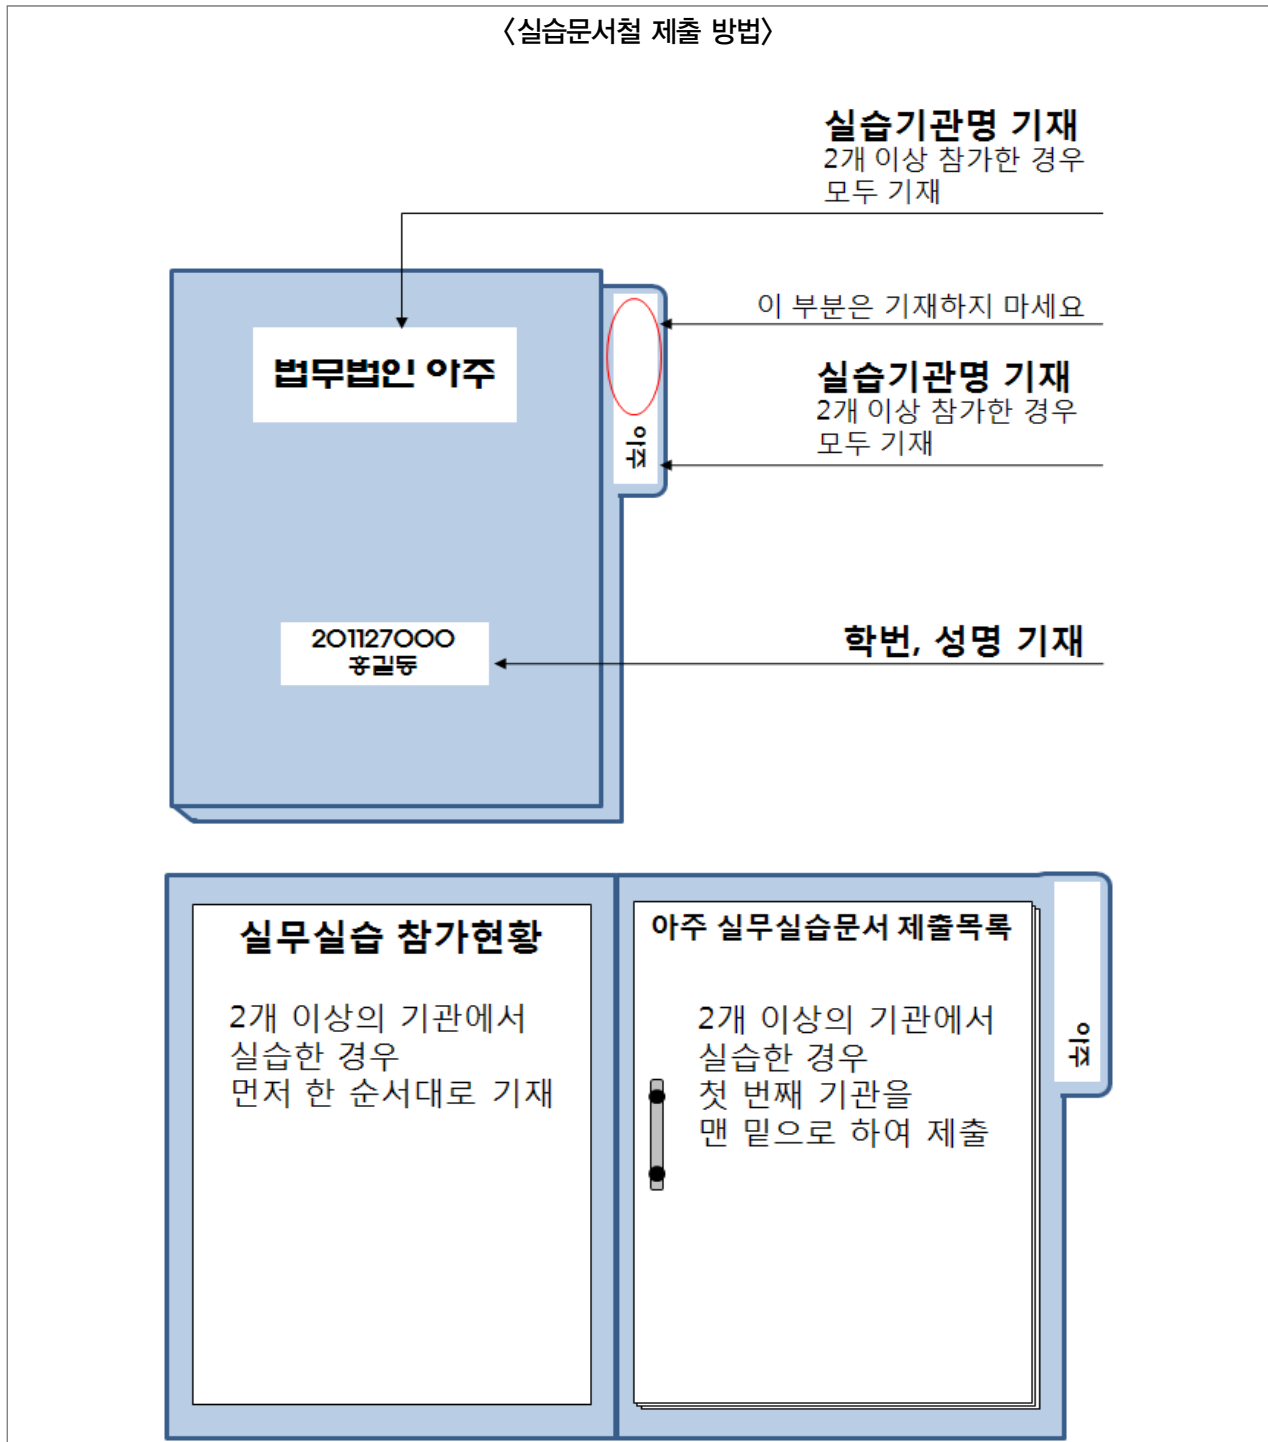 〈실습문서철 제출 방법〉
실습기관명 기재
2개 이상 참가한 경우
모두 기재
이 부분은 기재하지 마세요
법무법인 아주
실습기관명 기재
2개 이상 참가한 경우
모두 기재
아주
201127000
홍길동
학번, 성명 기재
실무실습 참가현황
2개 이상의 기관에서
실습한 경우
먼저 한 순서대로 기재
아주 실무실습문서 제출목록
2개 이상의 기관에서
실습한 경우
첫 번째 기관을
맨 밑으로 하여 제출
아주